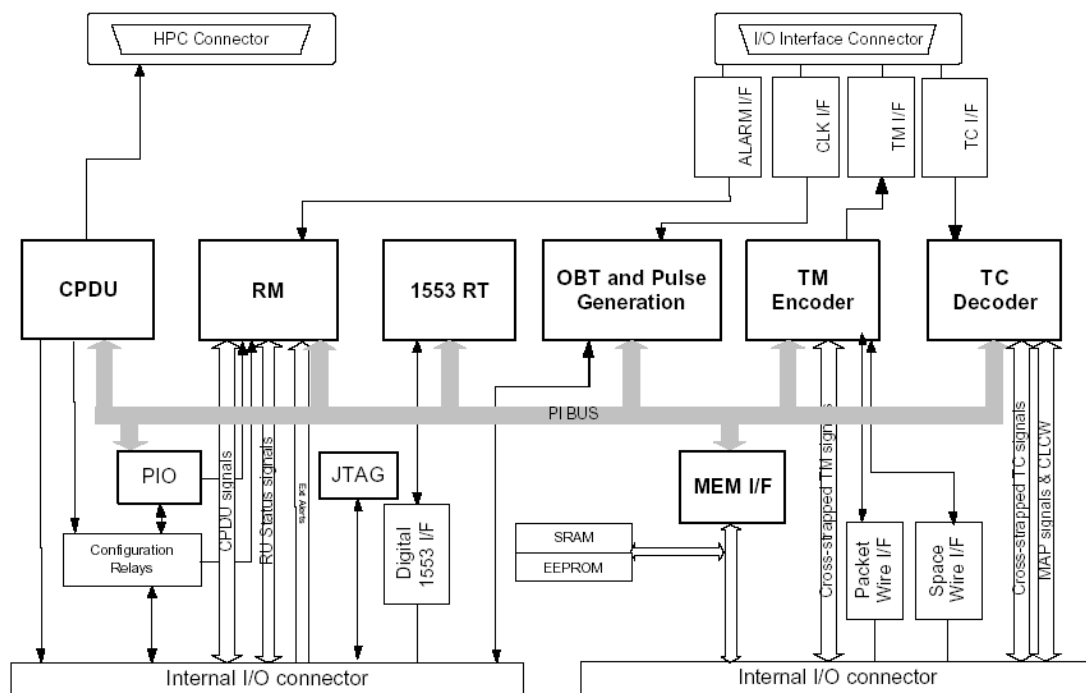 HPC Connector
I/O Interface Connector
ALARM I/F
CLK I/F
TM I/F
TC I/F
CPDU
RM
1553 RT
OBT and Pulse
Generation
TM
Encoder
TC
Decoder
PI BUS
PIO
JTAG
MEM I/F
Configuration
Relays
CPDU signals
RU Status signals
Ext Alerts
Digital
1553 I/F
SRAM
EEPROM
Cross-strapped TM signals
Packet
Wire I/F
Space
Wire I/F
Cross-strapped TC signals
MAP signals & CLCW
Internal I/O connector
Internal I/O connector